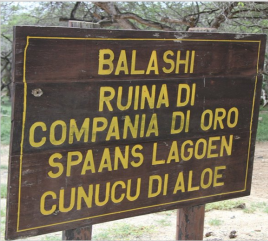 BALASHI
RUINA DI
COMPANIA DI ORO
SPAANS LAGOEN
CUNUCU DI ALOE